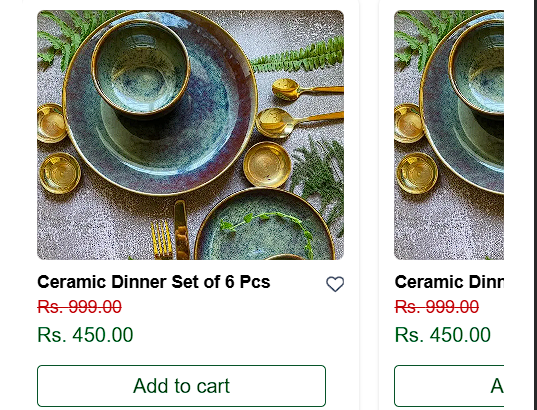 Ceramic Dinner Set of 6 Pcs
Rs. 999.00
Rs. 450.00
Add to cart
Ceramic Dinn
Rs. 999.00
Rs. 450.00
A